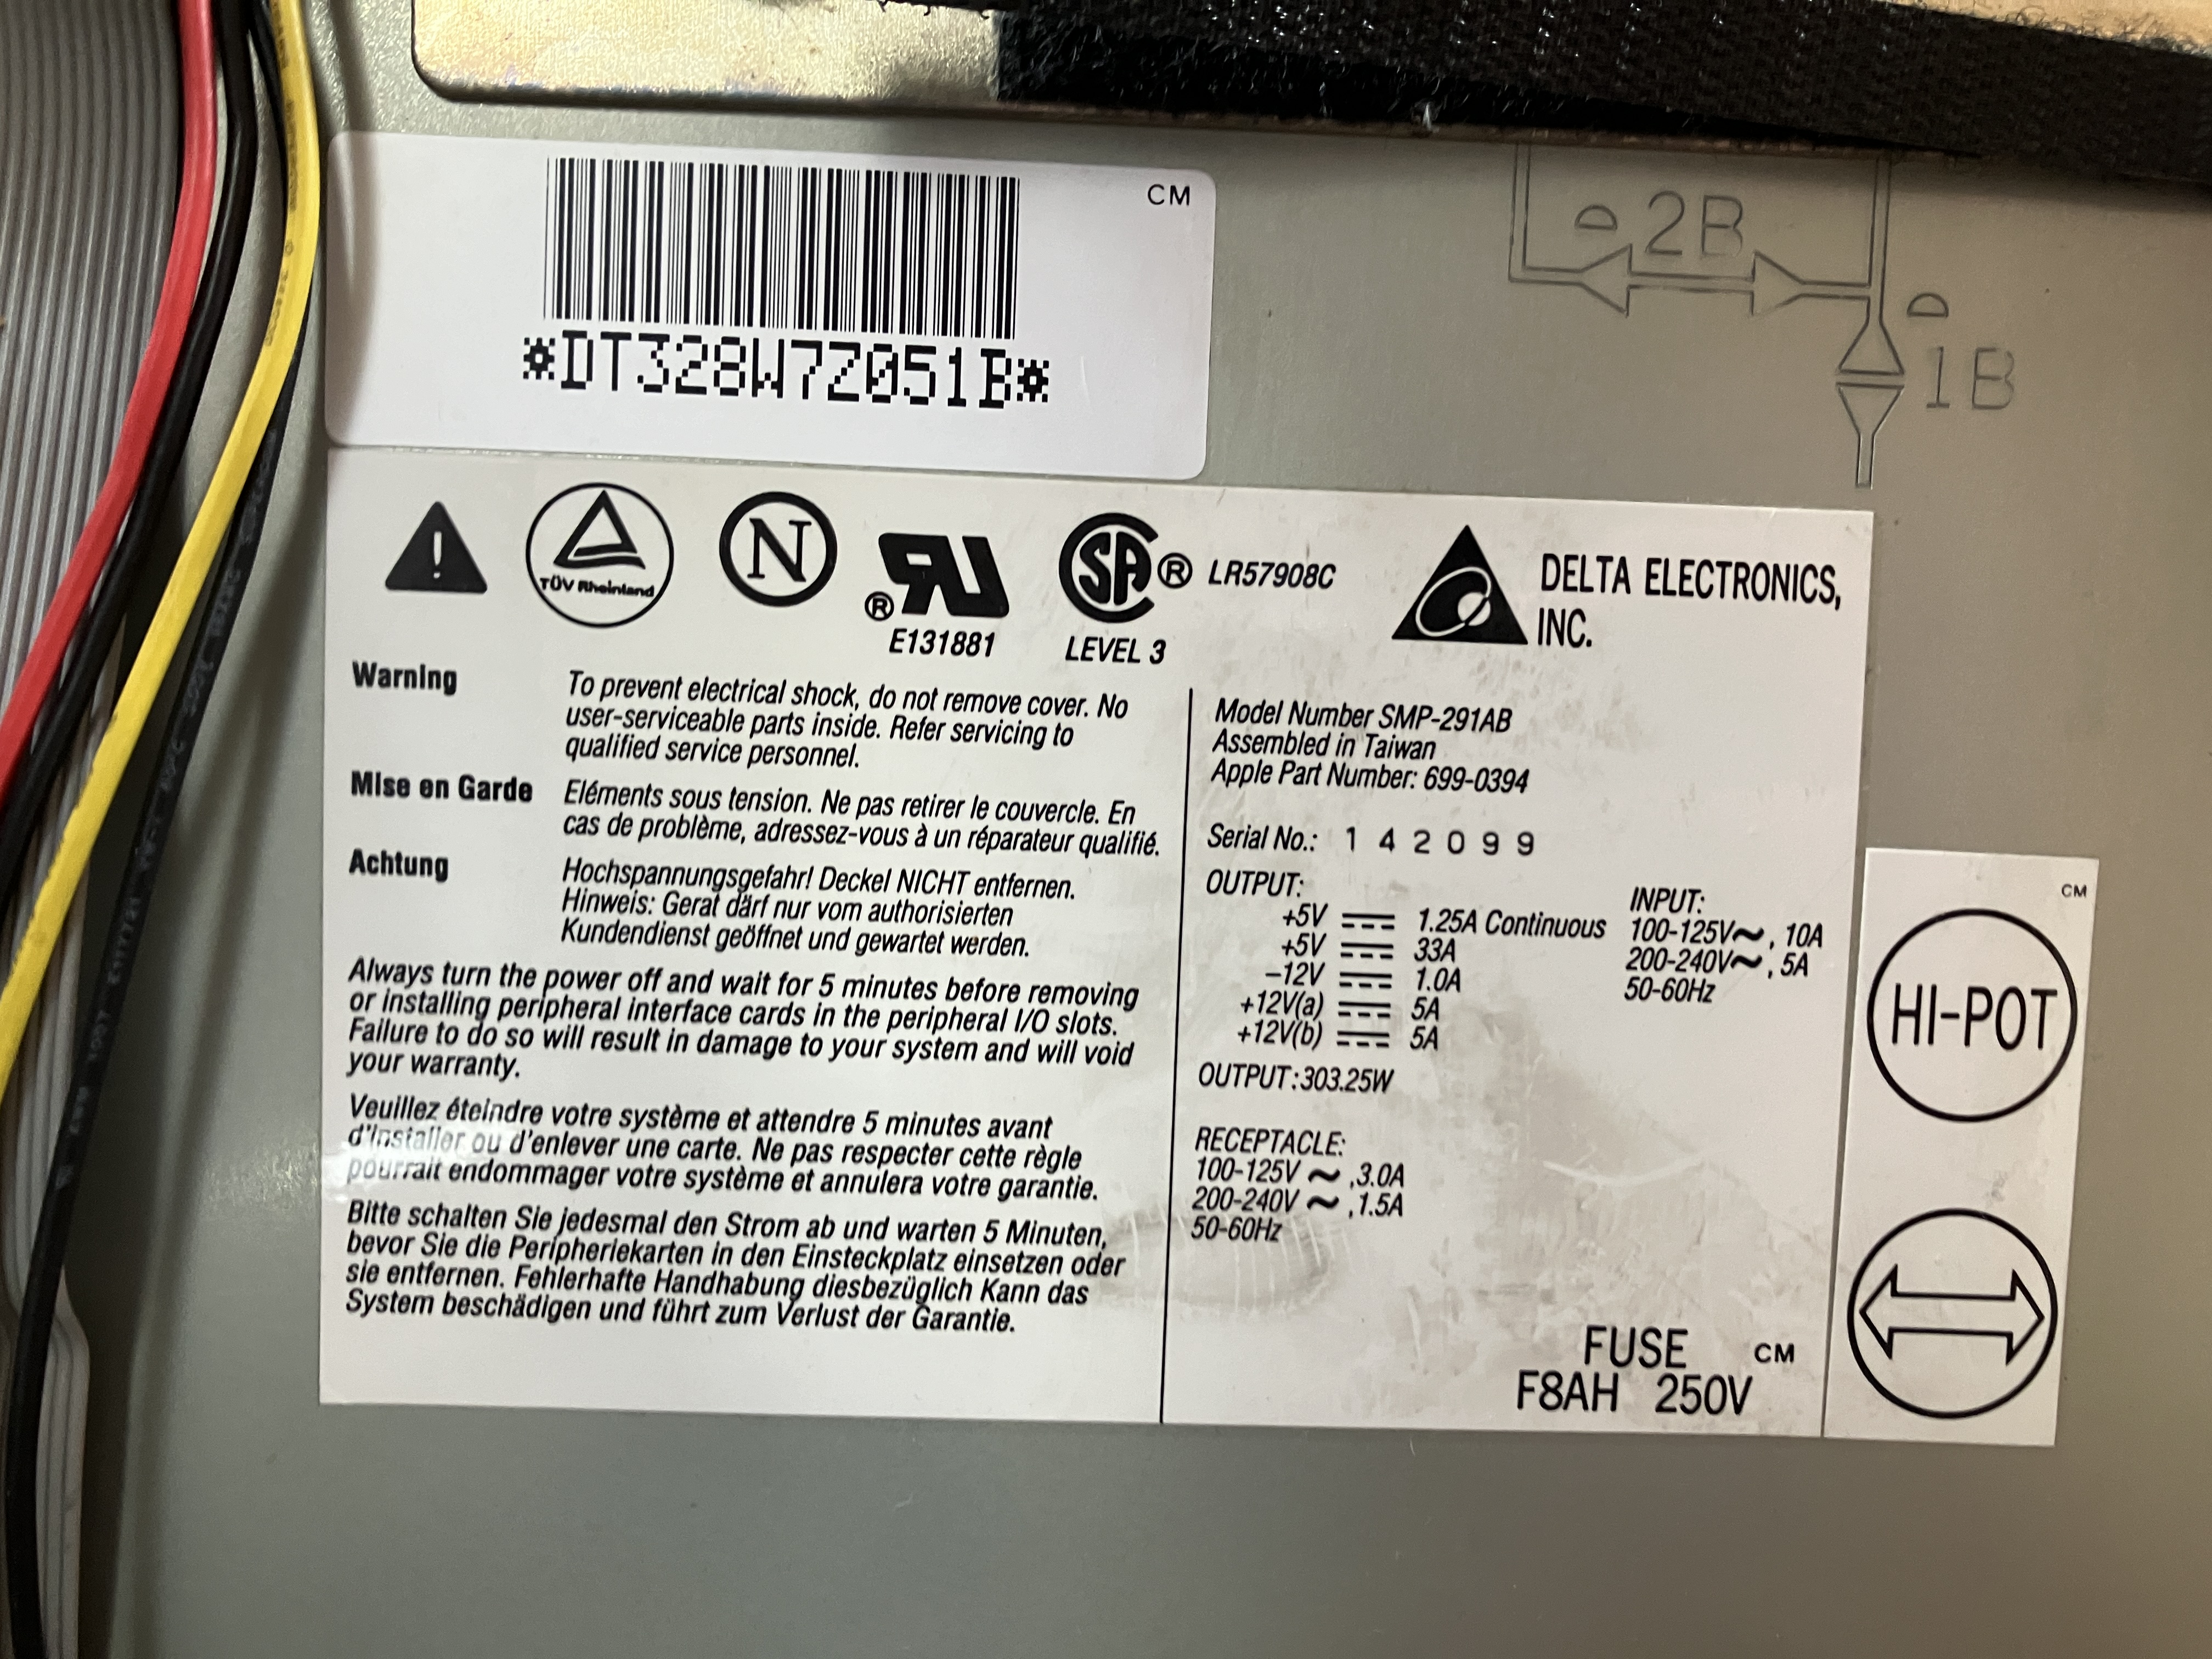 CM
*DT328W7Z051B*
2B
1B
TÜV Rheinland
N
®
E131881
SA ® LR57908C
LEVEL 3
DELTA ELECTRONICS,
INC.
Warning
To prevent electrical shock, do not remove cover. No
user-serviceable parts inside. Refer servicing to
qualified service personnel.
Mise en Garde
Eléments sous tension. Ne pas retirer le couvercle. En
cas de problème, adressez-vous à un réparateur qualifié.
Achtung
Hochspannungsgefahr! Deckel NICHT entfernen.
Hinweis: Gerat därf nur vom authorisierten
Kundendienst geöffnet und gewartet werden.
Always turn the power off and wait for 5 minutes before removing
or installing peripheral interface cards in the peripheral I/O slots.
Failure to do so will result in damage to your system and will void
your warranty.
Veuillez éteindre votre système et attendre 5 minutes avant
d'installer ou d'enlever une carte. Ne pas respecter cette règle
pourrait endommager votre système et annulera votre garantie.
Bitte schalten Sie jedesmal den Strom ab und warten 5 Minuten,
bevor Sie die Peripheriekarten in den Einsteckplatz einsetzen oder
sie entfernen. Fehlerhafte Handhabung diesbezüglich Kann das
System beschädigen und führt zum Verlust der Garantie.
Model Number SMP-291AB
Assembled in Taiwan
Apple Part Number: 699-0394
Serial No.: 142099
OUTPUT:
+5V 1.25A Continuous
+5V 33A
-12V 1.0A
+12V(a) 5A
+12V(b) 5A
INPUT:
100-125V~, 10A
200-240V~, 5A
50-60Hz
OUTPUT:303.25W
RECEPTACLE:
100-125V ~ ,3.0A
200-240V ~ ,1.5A
50-60Hz
FUSE CM
F8AH 250V
CM
HI-POT